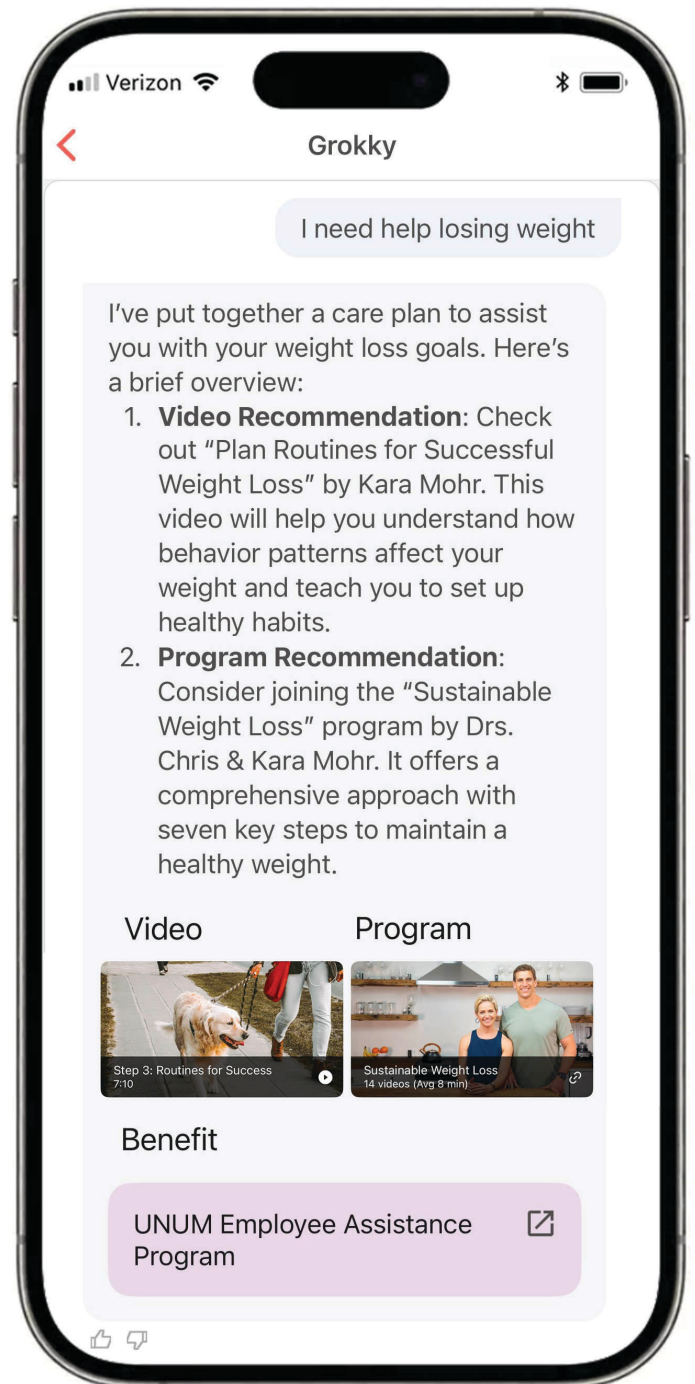 Verizon
Grokky
I need help losing weight
I’ve put together a care plan to assist
you with your weight loss goals. Here’s
a brief overview:
1. Video Recommendation: Check
out “Plan Routines for Successful
Weight Loss” by Kara Mohr. This
video will help you understand how
behavior patterns affect your
weight and teach you to set up
healthy habits.
2. Program Recommendation:
Consider joining the “Sustainable
Weight Loss” program by Drs.
Chris & Kara Mohr. It offers a
comprehensive approach with
seven key steps to maintain a
healthy weight.
Video Program
Step 3: Routines for Success
7:10
Sustainable Weight Loss
14 videos (Avg 8 min)
Benefit
UNUM Employee Assistance
Program